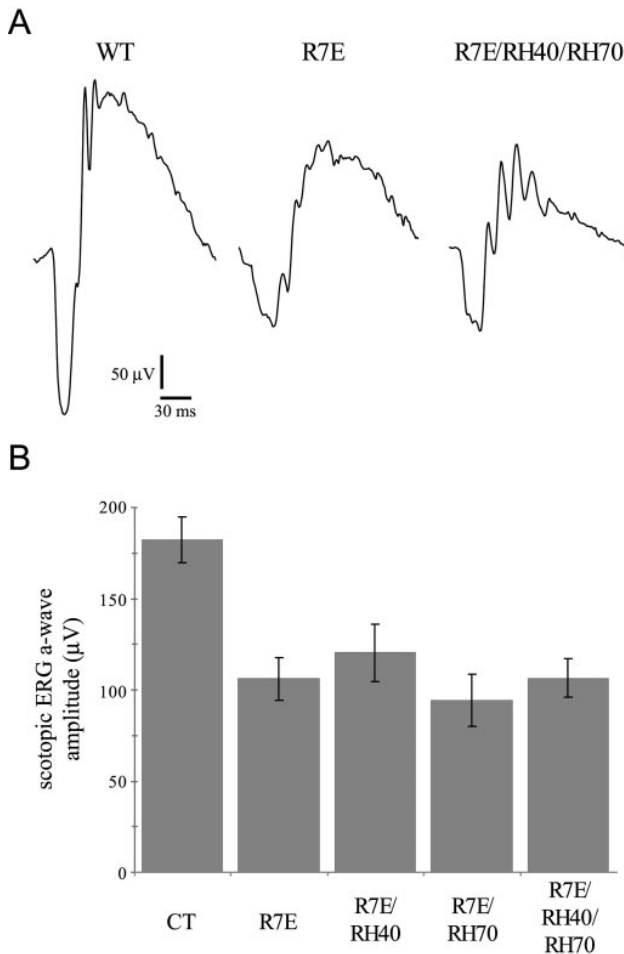 A
WT
R7E
R7E/RH40/RH70
50 µV
30 ms
B
scotopic ERG a-wave
amplitude (µV)
200
150
100
50
0
CT
R7E
R7E/
RH40
R7E/
RH70
R7E/
RH40/
RH70